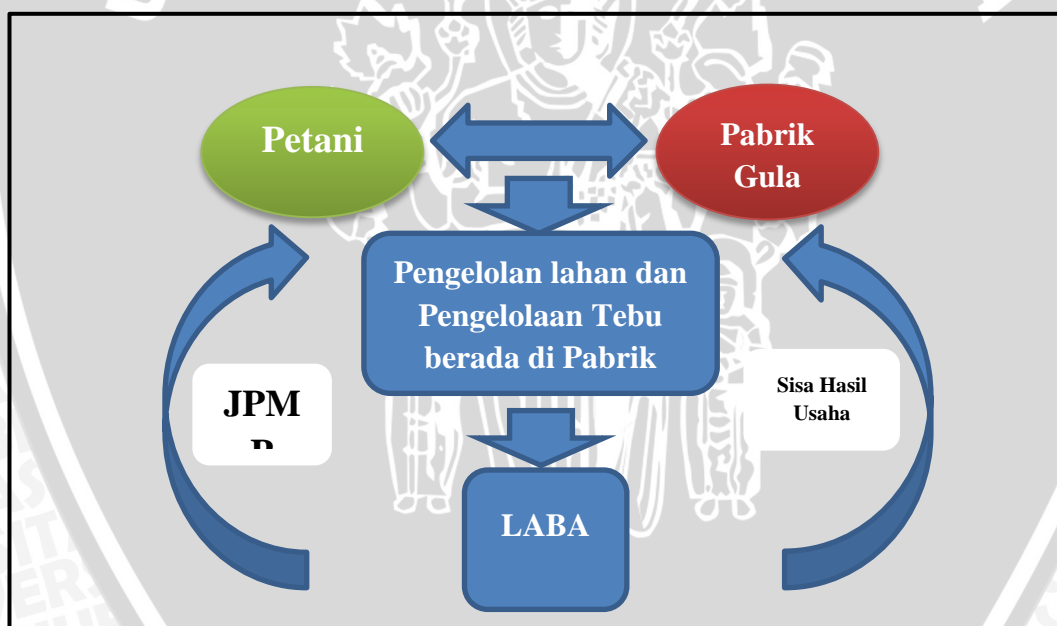 Petani
Pabrik
Gula
Pengelolan lahan dan
Pengelolaan Tebu
berada di Pabrik
JPM
Sisa Hasil
Usaha
LABA